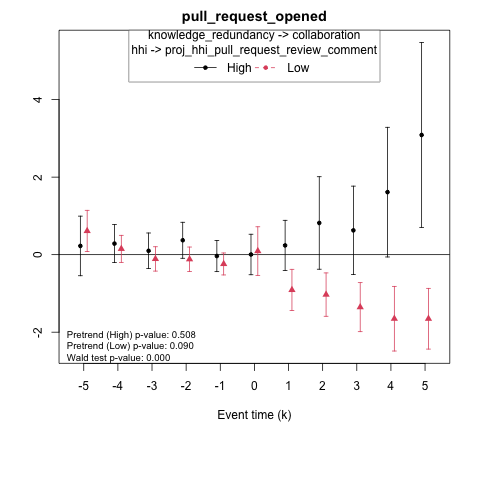 pull_request_opened
knowledge_redundancy -> collaboration
hhi -> proj_hhi_pull_request_review_comment
High Low
4
2
0
-2
Pretrend (High) p-value: 0.508
Pretrend (Low) p-value: 0.090
Wald test p-value: 0.000
-5 -4 -3 -2 -1 0 1 2 3 4 5
Event time (k)